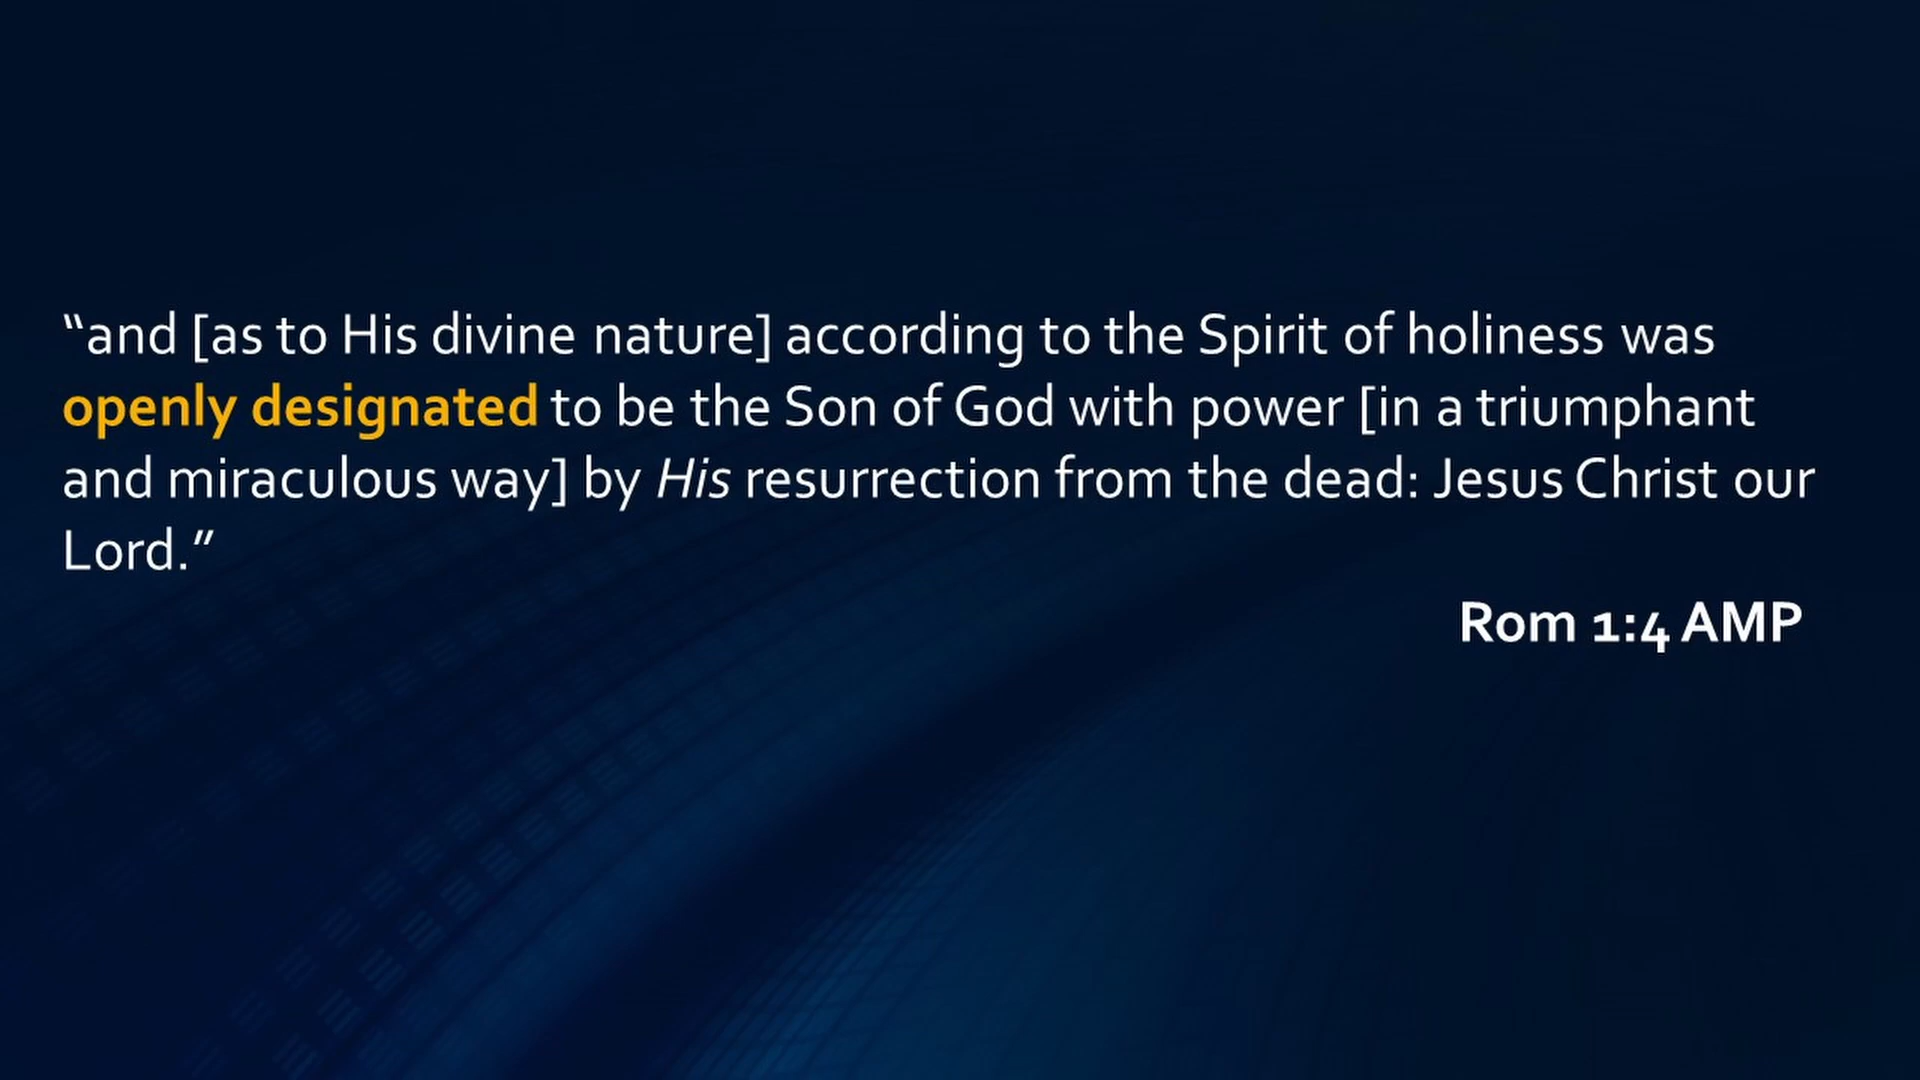 “and [as to His divine nature] according to the Spirit of holiness was
openly designated to be the Son of God with power [in a triumphant
and miraculous way] by His resurrection from the dead: Jesus Christ our
Lord.”
Rom 1:4 AMP